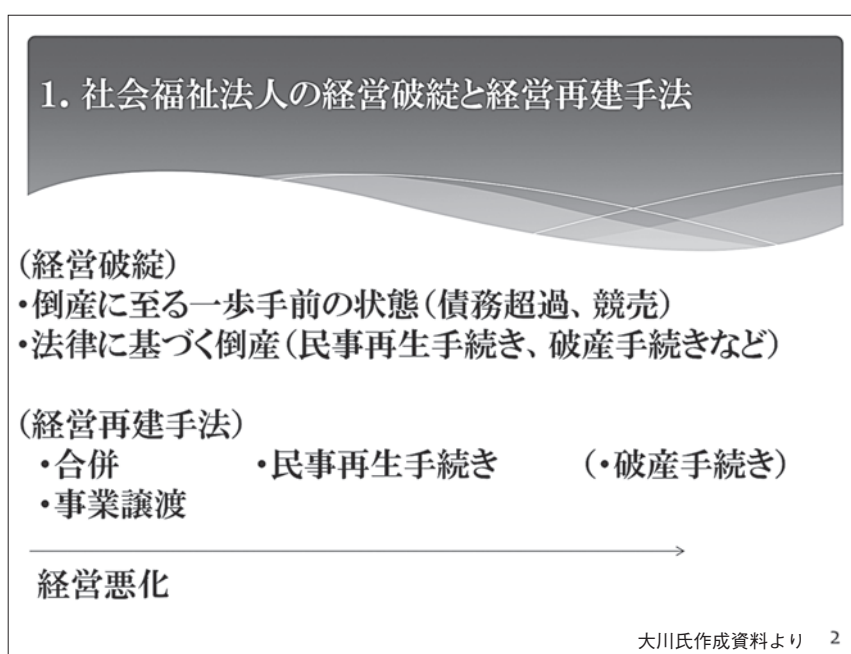 1. 社会福祉法人の経営破綻と経営再建手法
（経営破綻）
・倒産に至る一歩手前の状態（債務超過、競売）
・法律に基づく倒産（民事再生手続き、破産手続きなど）
（経営再建手法）
・合併 ・民事再生手続き （・破産手続き）
・事業譲渡
経営悪化
大川氏作成資料より 2